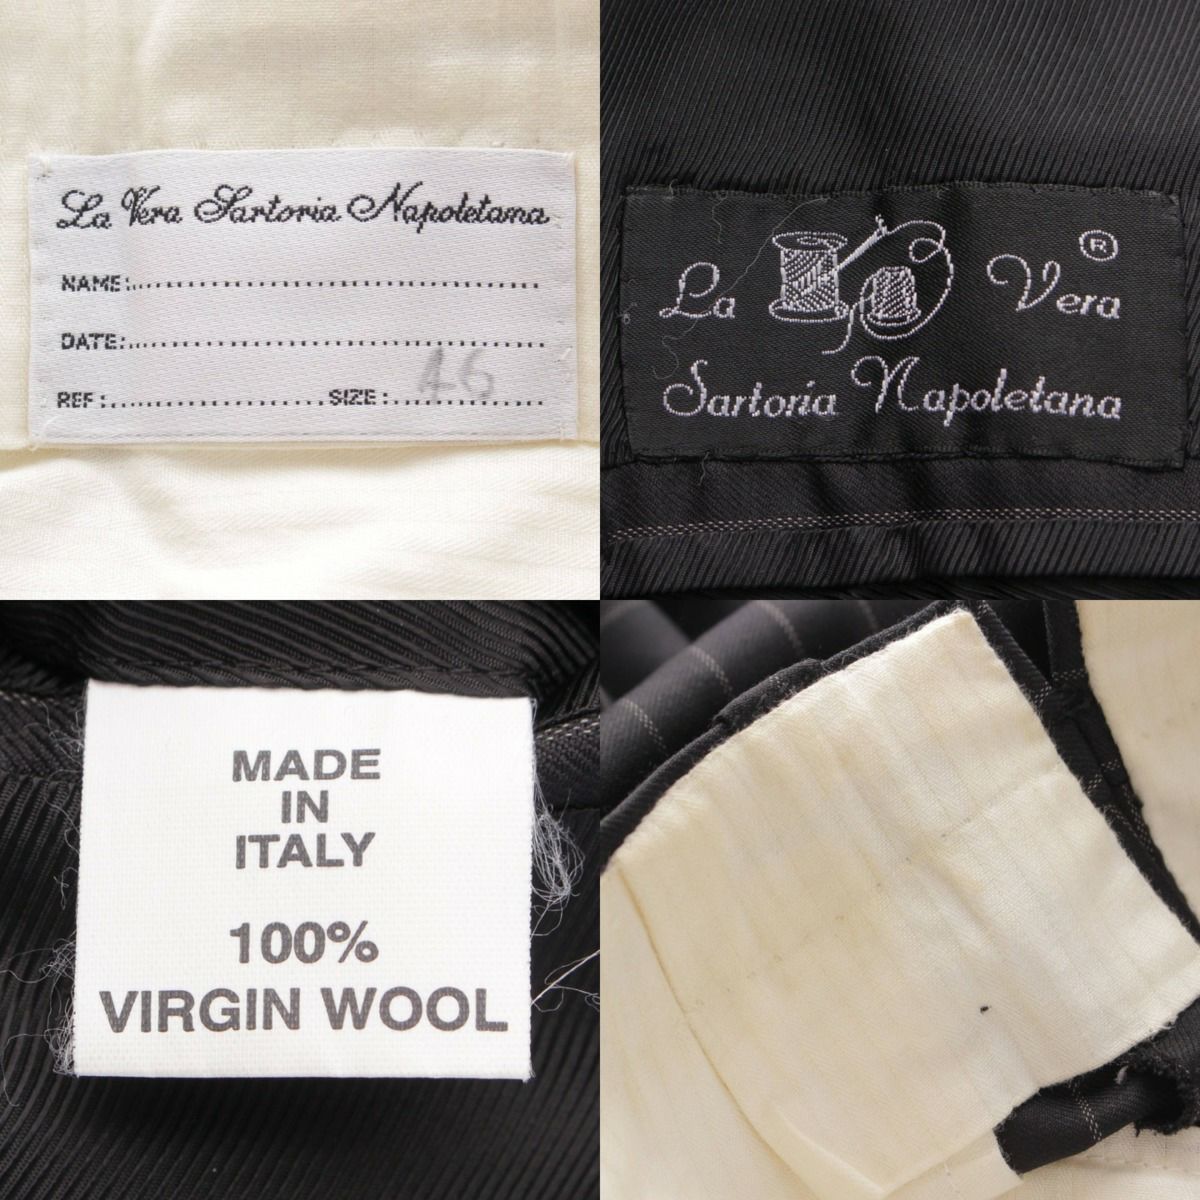 La Vera Sartoria Napoletana
NAME:........................................
DATE:........................................
REF:......................SIZE:....46............
La Vera ®
Sartoria Napoletana
MADE
IN
ITALY
100%
VIRGIN WOOL